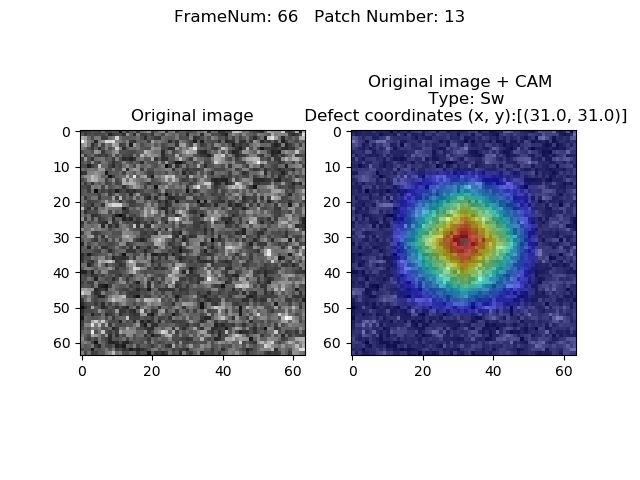 FrameNum: 66   Patch Number: 13
Original image
Original image + CAM
Type: Sw
Defect coordinates (x, y):[(31.0, 31.0)]
0
10
20
30
40
50
60
0 20 40 60
0
10
20
30
40
50
60
0 20 40 60